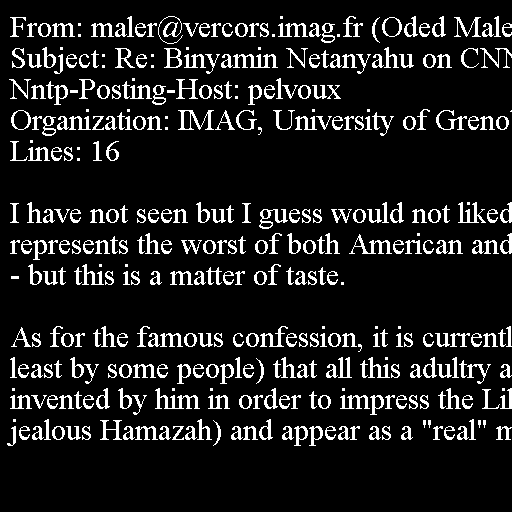 From: maler@vercors.imag.fr (Oded Male
Subject: Re: Binyamin Netanyahu on CNN
Nntp-Posting-Host: pelvoux
Organization: IMAG, University of Greno
Lines: 16

I have not seen but I guess would not liked
represents the worst of both American and
- but this is a matter of taste.

As for the famous confession, it is currentl
least by some people) that all this adultry a
invented by him in order to impress the Lik
jealous Hamazah) and appear as a "real" m